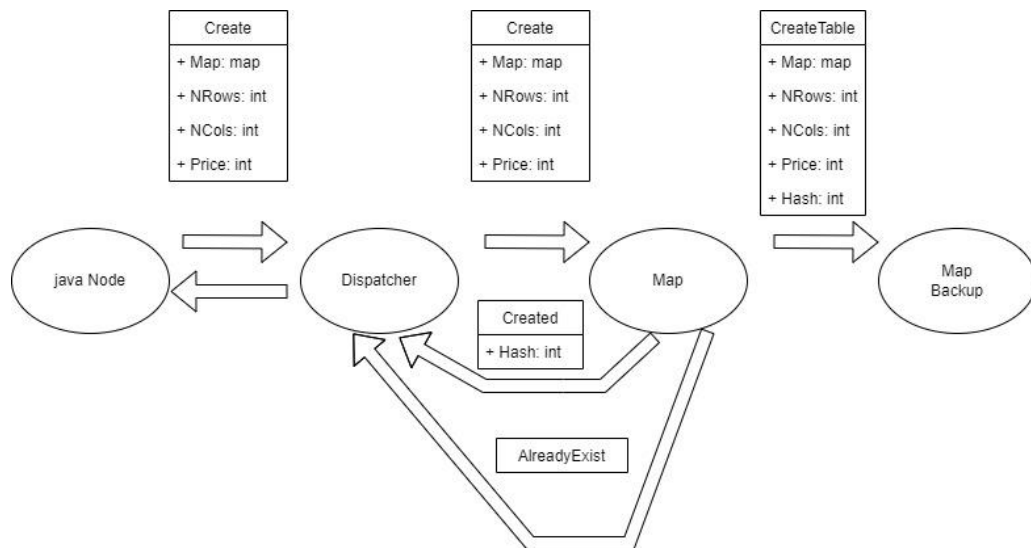 Create
+ Map: map
+ NRows: int
+ NCols: int
+ Price: int
Create
+ Map: map
+ NRows: int
+ NCols: int
+ Price: int
CreateTable
+ Map: map
+ NRows: int
+ NCols: int
+ Price: int
+ Hash: int
java Node
Dispatcher
Map
Map
Backup
Created
+ Hash: int
AlreadyExist